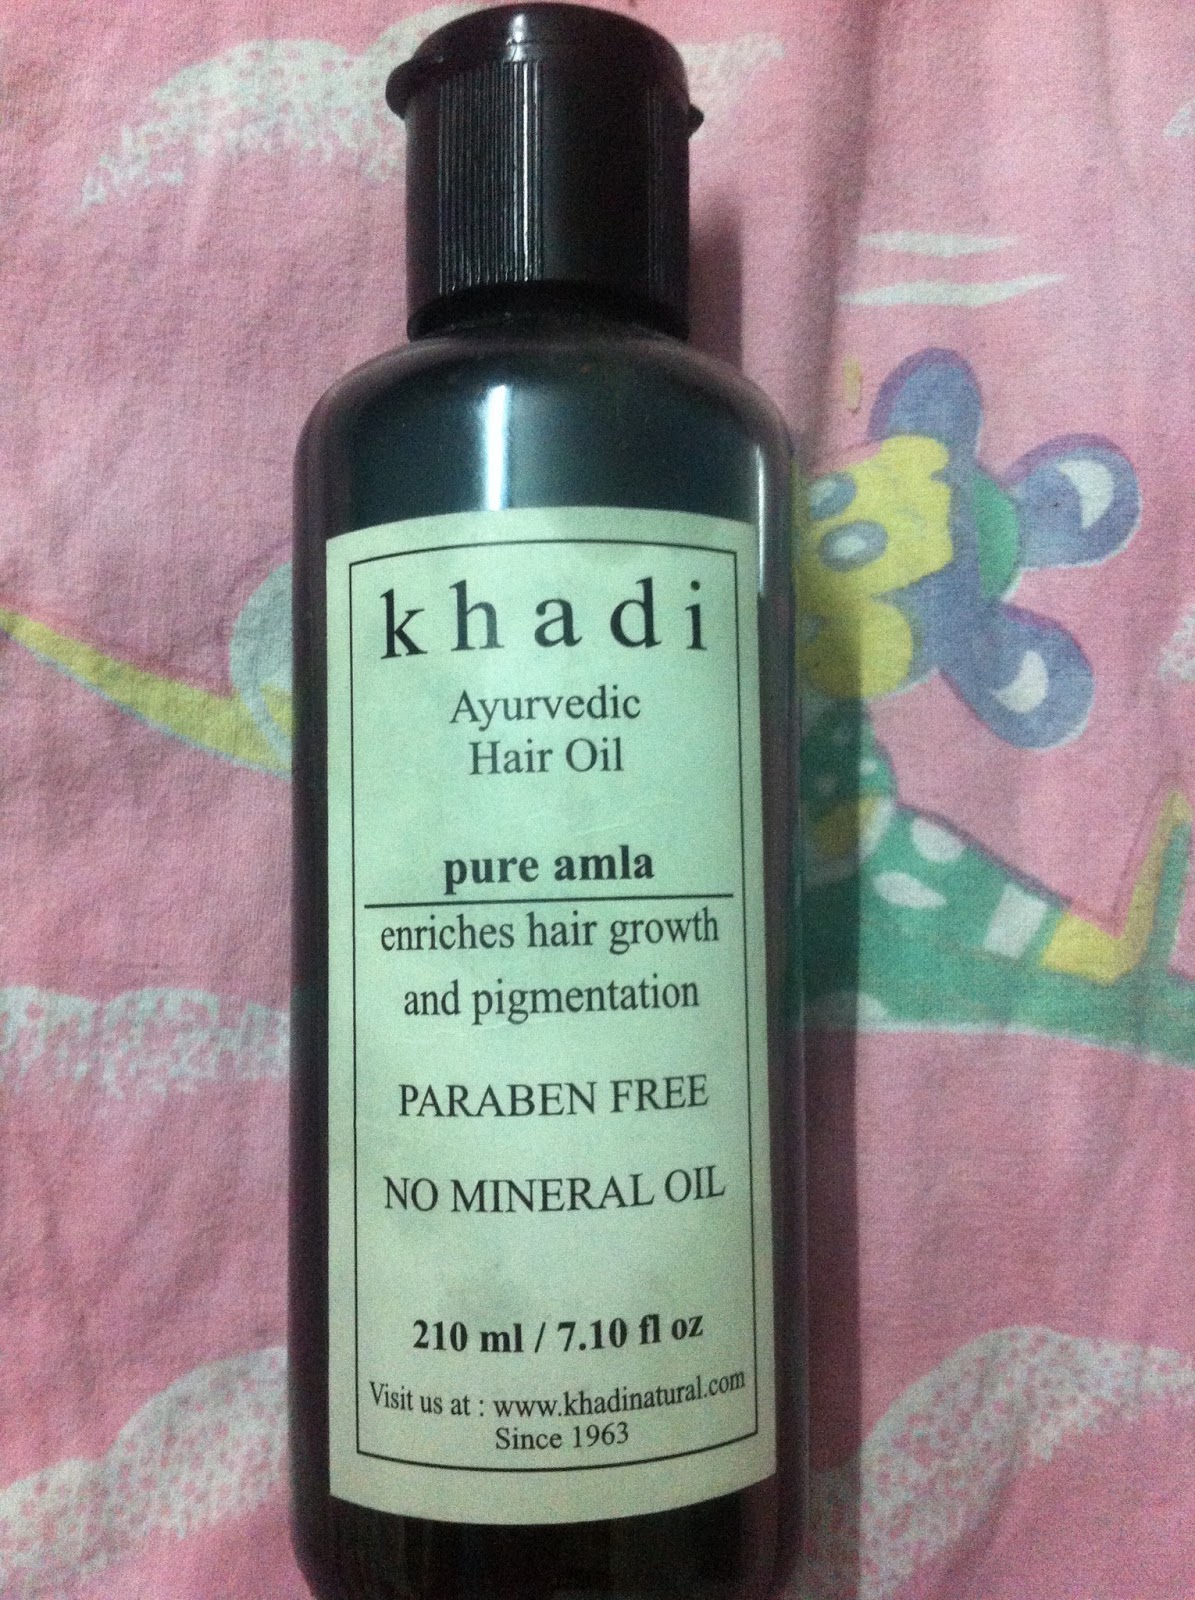 khadi
Ayurvedic
Hair Oil
pure amla
enriches hair growth
and pigmentation
PARABEN FREE
NO MINERAL OIL
210 ml / 7.10 fl oz
Visit us at : www.khadinatural.com
Since 1963